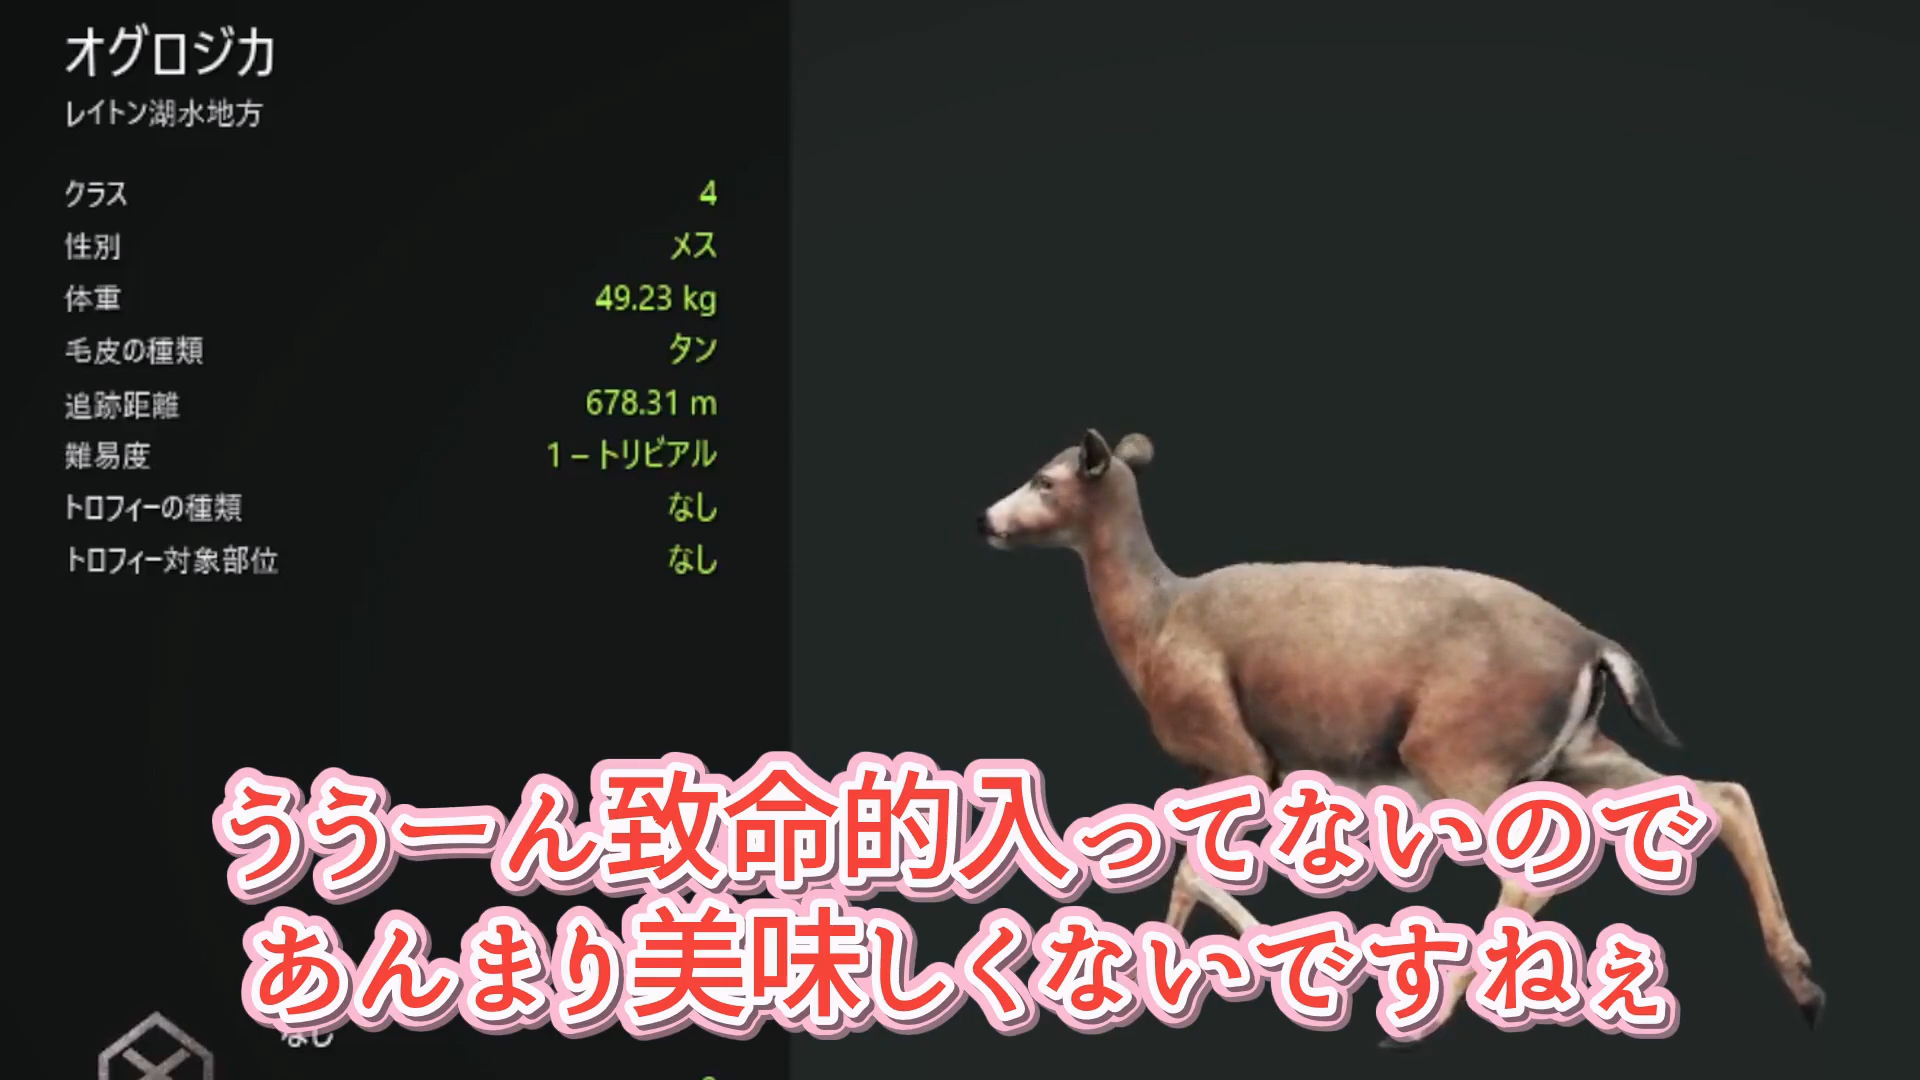 オグロジカ
レイトン湖水地方
クラス 4
性別 メス
体重 49.23 kg
毛皮の種類 タン
追跡距離 678.31 m
難易度 1 – トリビアル
トロフィーの種類 なし
トロフィー対象部位 なし
ううーん致命的入ってないので
あんまり美味しくないですねぇ
なし